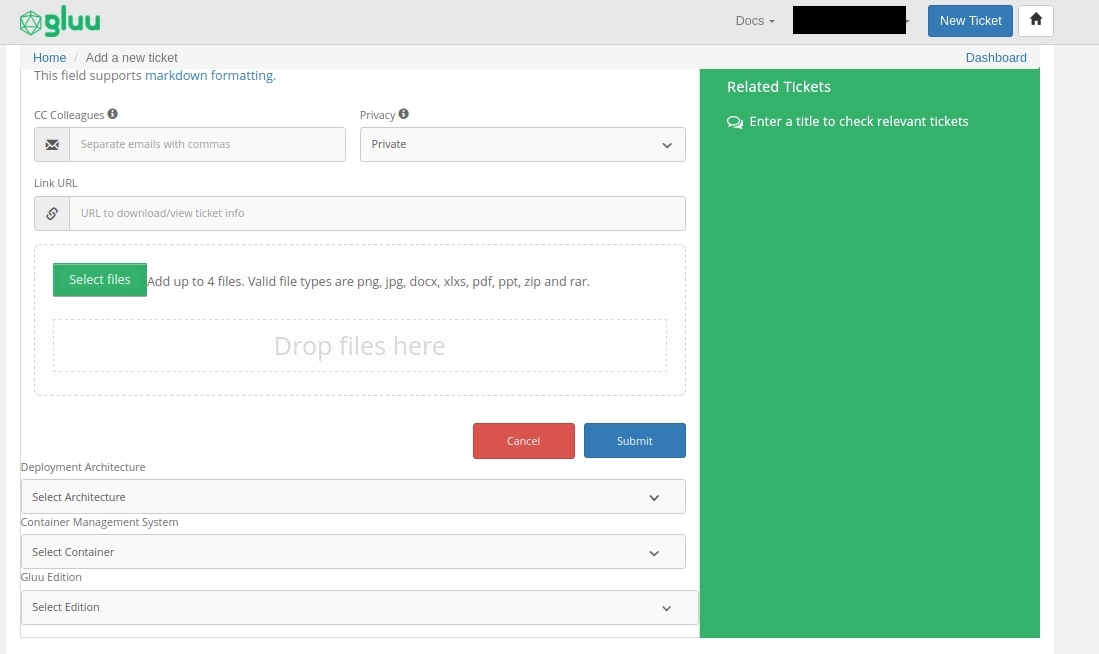 gluu
Docs
New Ticket
Home / Add a new ticket
Dashboard
This field supports markdown formatting.
Related Tickets
Enter a title to check relevant tickets
CC Colleagues
Privacy
Separate emails with commas
Private
Link URL
URL to download/view ticket info
Select files
Add up to 4 files. Valid file types are png, jpg, docx, xlxs, pdf, ppt, zip and rar.
Drop files here
Cancel
Submit
Deployment Architecture
Select Architecture
Container Management System
Select Container
Gluu Edition
Select Edition